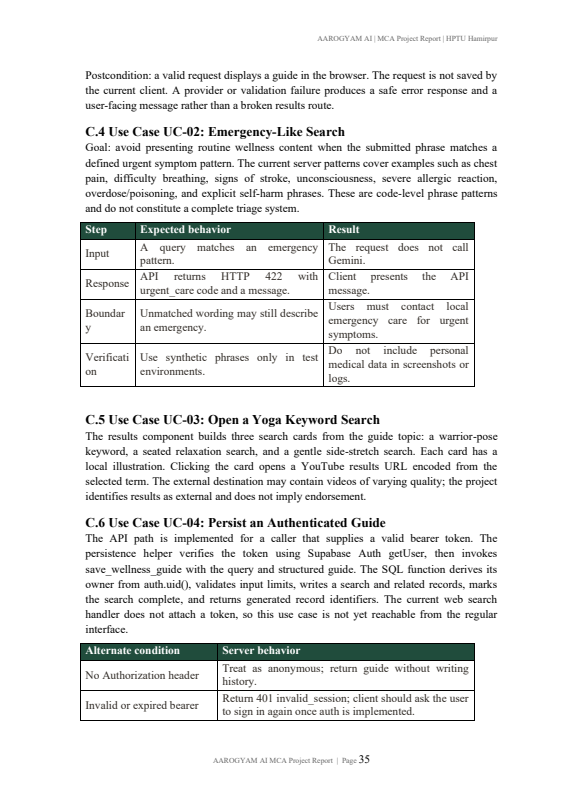 AAROGYAM AI | MCA Project Report | HPTU Hamirpur
Postcondition: a valid request displays a guide in the browser. The request is not saved by
the current client. A provider or validation failure produces a safe error response and a
user-facing message rather than a broken results route.
C.4 Use Case UC-02: Emergency-Like Search
Goal: avoid presenting routine wellness content when the submitted phrase matches a
defined urgent symptom pattern. The current server patterns cover examples such as chest
pain, difficulty breathing, signs of stroke, unconsciousness, severe allergic reaction,
overdose/poisoning, and explicit self-harm phrases. These are code-level phrase patterns
and do not constitute a complete triage system.
Step Expected behavior Result
Input A query matches an emergency pattern. The request does not call Gemini.
Response API returns HTTP 422 with urgent_care code and a message. Client presents the API message.
Boundary Unmatched wording may still describe an emergency. Users must contact local emergency care for urgent symptoms.
Verification Use synthetic phrases only in test environments. Do not include personal medical data in screenshots or logs.
C.5 Use Case UC-03: Open a Yoga Keyword Search
The results component builds three search cards from the guide topic: a warrior-pose
keyword, a seated relaxation search, and a gentle side-stretch search. Each card has a
local illustration. Clicking the card opens a YouTube results URL encoded from the
selected term. The external destination may contain videos of varying quality; the project
identifies results as external and does not imply endorsement.
C.6 Use Case UC-04: Persist an Authenticated Guide
The API path is implemented for a caller that supplies a valid bearer token. The
persistence helper verifies the token using Supabase Auth getUser, then invokes
save_wellness_guide with the query and structured guide. The SQL function derives its
owner from auth.uid(), validates input limits, writes a search and related records, marks
the search complete, and returns generated record identifiers. The current web search
handler does not attach a token, so this use case is not yet reachable from the regular
interface.
Alternate condition Server behavior
No Authorization header Treat as anonymous; return guide without writing history.
Invalid or expired bearer Return 401 invalid_session; client should ask the user to sign in again once auth is implemented.
AAROGYAM AI MCA Project Report | Page 35